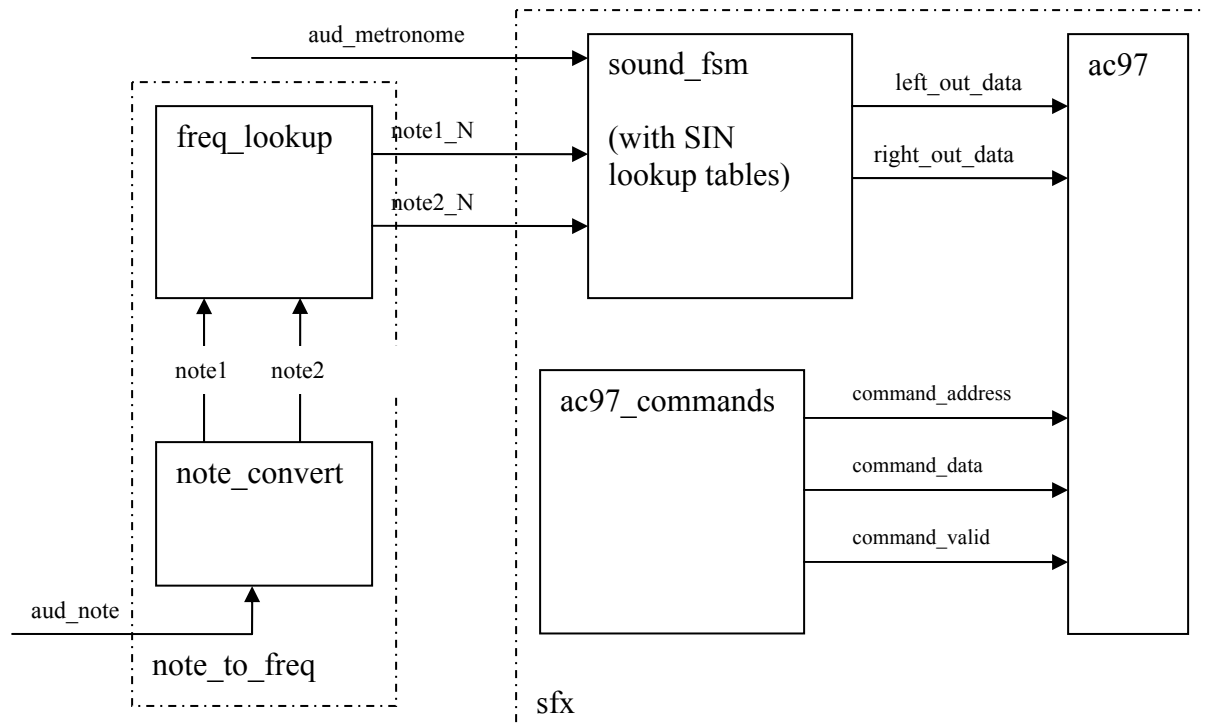 aud_metronome
sound_fsm
(with SIN
lookup tables)
ac97
left_out_data
right_out_data
freq_lookup
note1_N
note2_N
note1
note2
note_convert
aud_note
note_to_freq
ac97_commands
command_address
command_data
command_valid
sfx